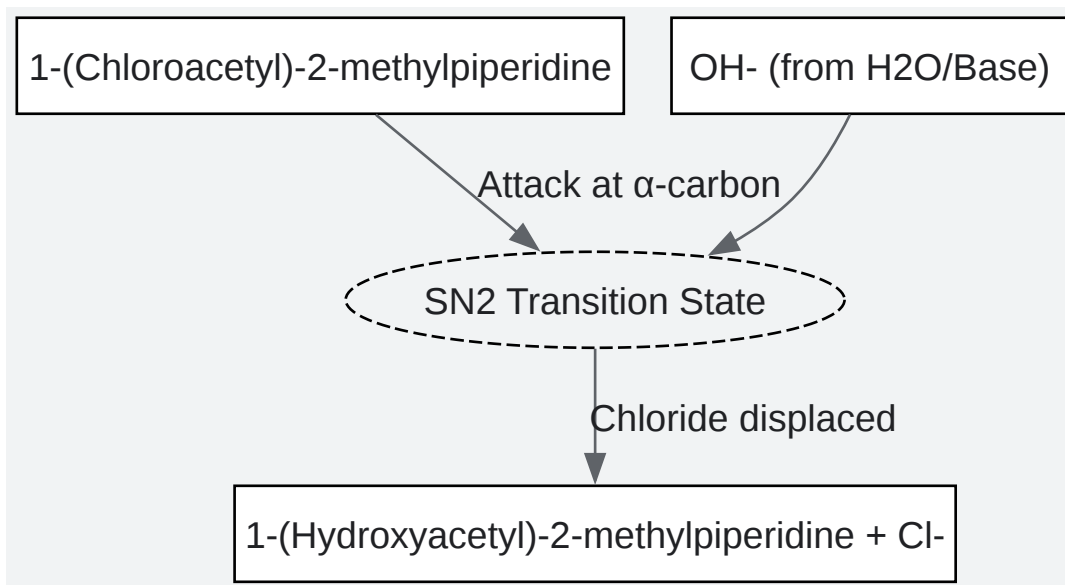 1-(Chloroacetyl)-2-methylpiperidine
OH- (from H2O/Base)
Attack at α-carbon
SN2 Transition State
Chloride displaced
1-(Hydroxyacetyl)-2-methylpiperidine + Cl-